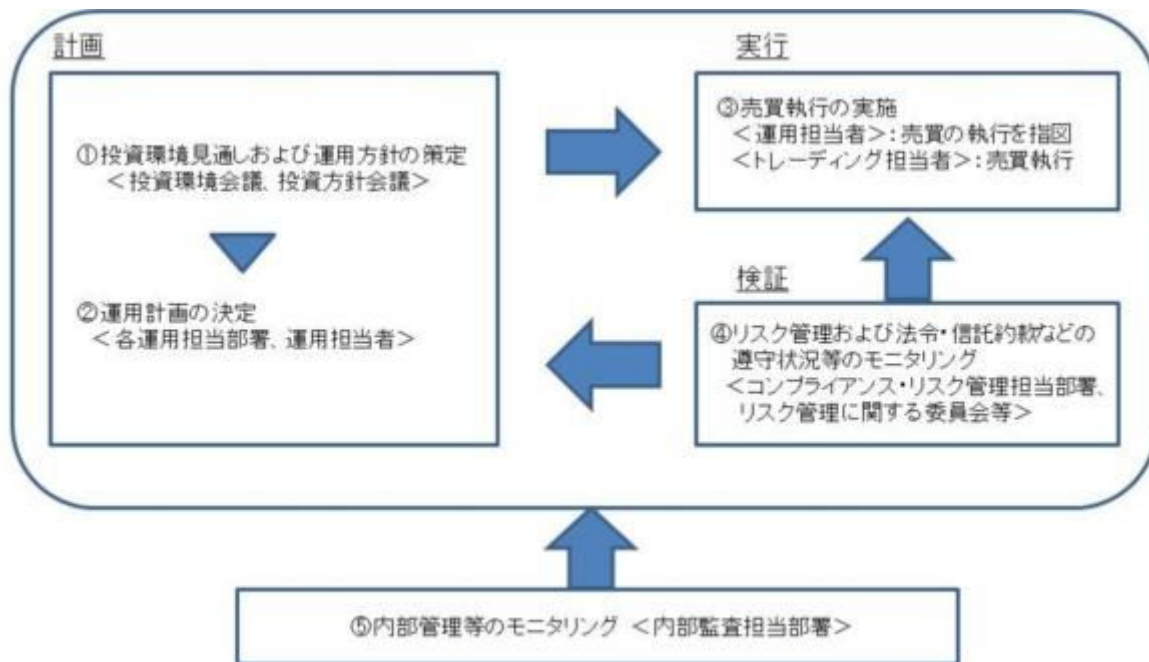 計画
①投資環境見通しおよび運用方針の策定
＜投資環境会議、投資方針会議＞
②運用計画の決定
＜各運用担当部署、運用担当者＞
実行
③売買執行の実施
＜運用担当者＞：売買の執行を指図
＜トレーディング担当者＞：売買執行
検証
④リスク管理および法令・信託約款などの
遵守状況等のモニタリング
＜コンプライアンス・リスク管理担当部署、
リスク管理に関する委員会等＞
⑤内部管理等のモニタリング ＜内部監査担当部署＞